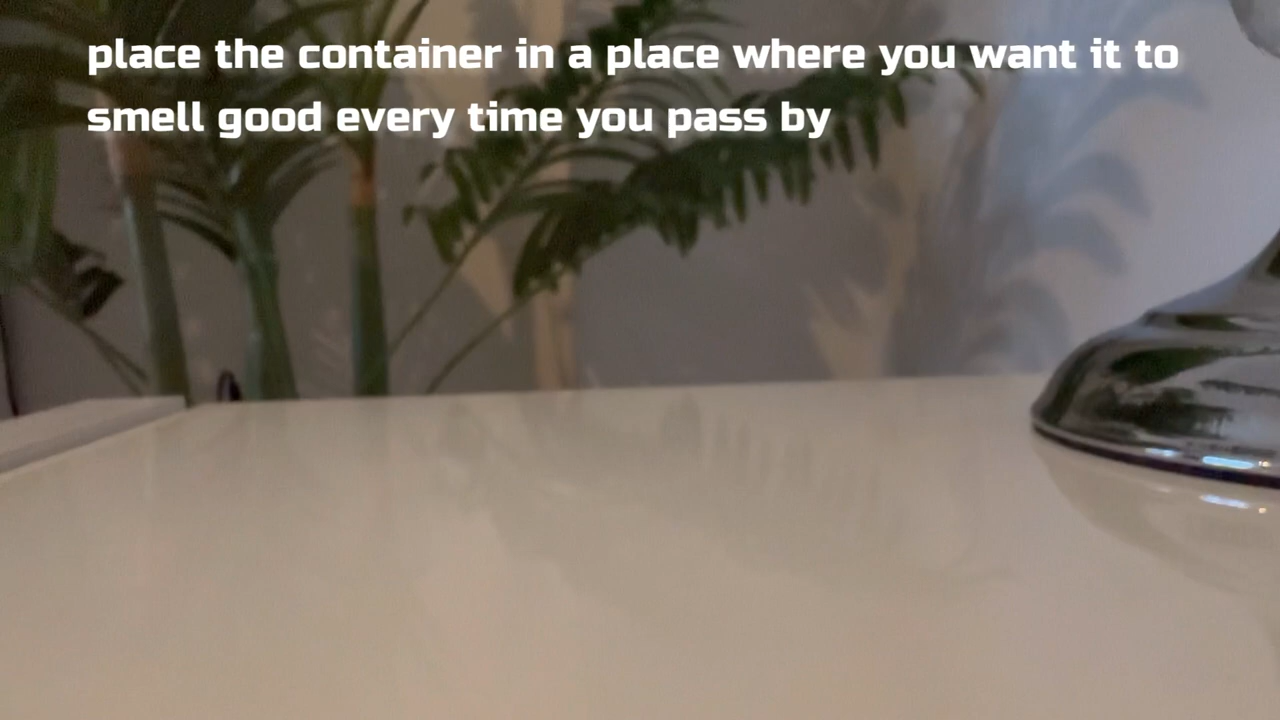 place the container in a place where you want it to
smell good every time you pass by